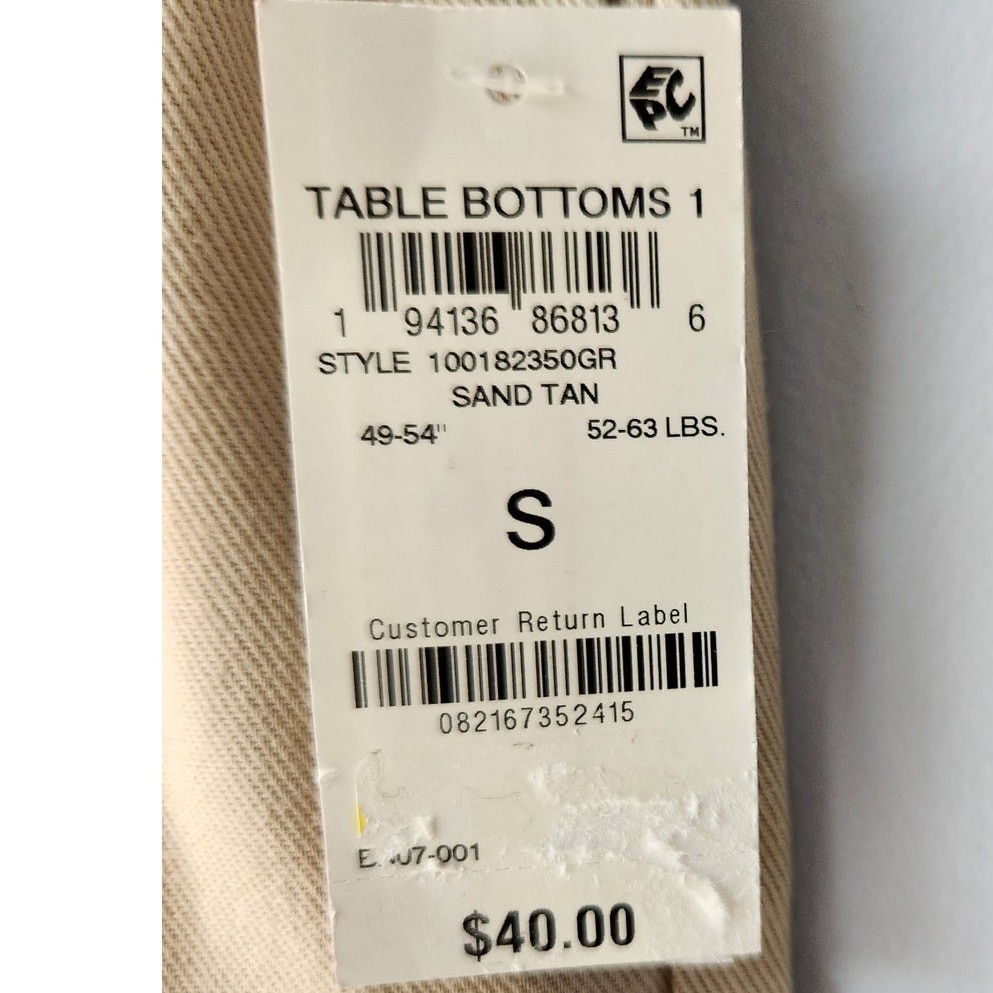 EPC
TM
TABLE BOTTOMS 1
1 94136 86813 6
STYLE 100182350GR
SAND TAN
49-54" 52-63 LBS.
S
Customer Return Label
082167352415
$40.00